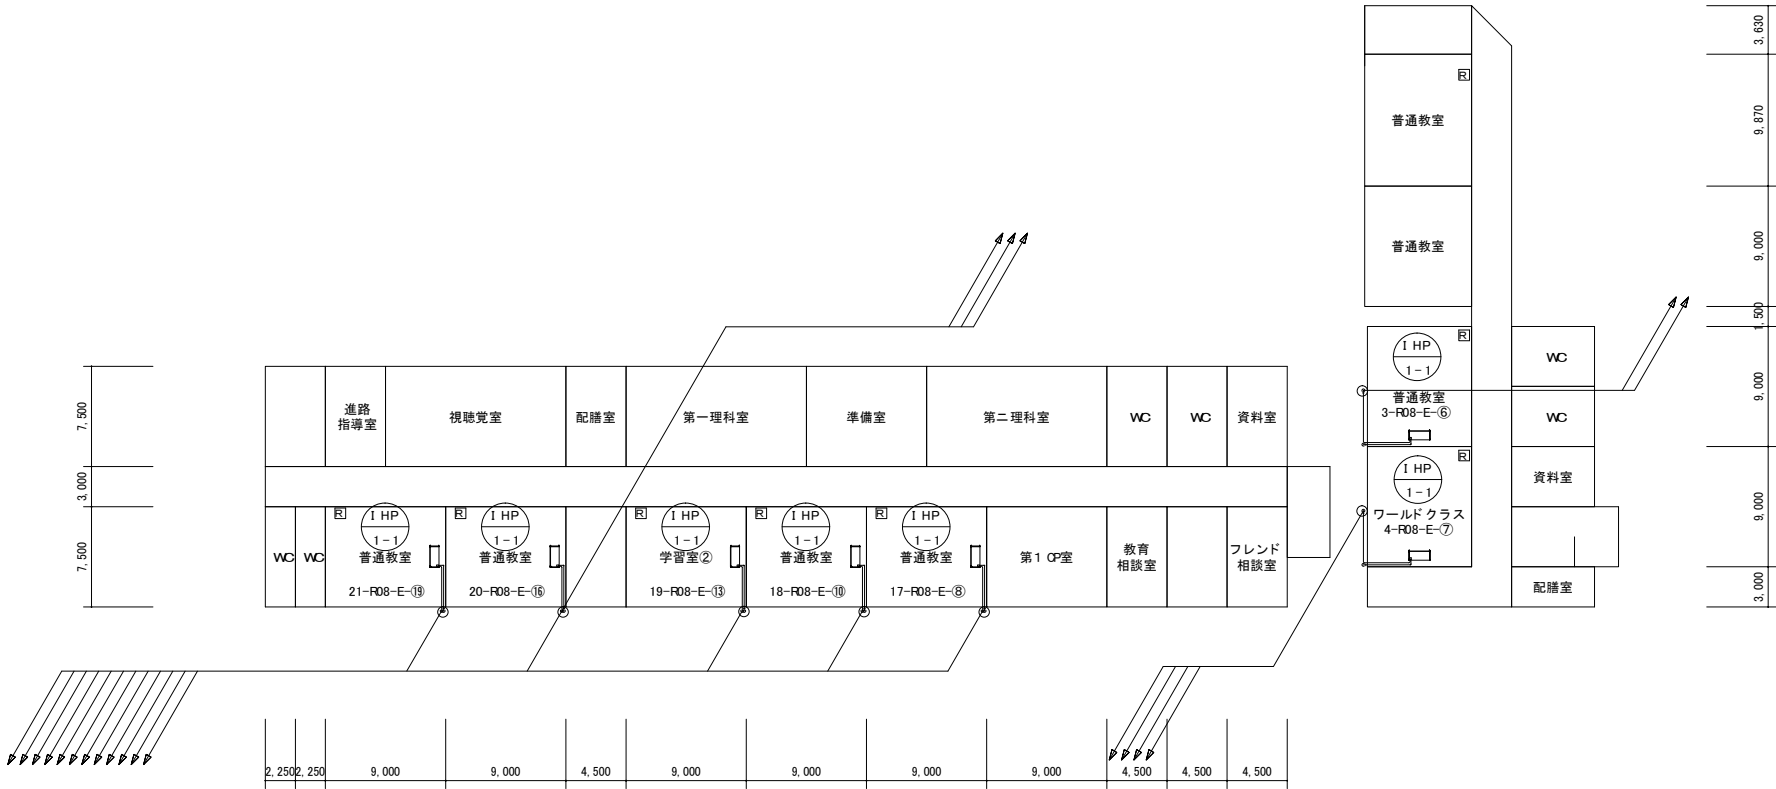 3,630
R
普通教室
9,870
普通教室
9,000
1,500
R
I HP
1-1
WC
普通教室
3-R08-E-⑥
9,000
WC
R
I HP
1-1
資料室
ワールドクラス
4-R08-E-⑦
9,000
配膳室
3,000
7,500
進路
指導室
視聴覚室
配膳室
第一理科室
準備室
第二理科室
WC
WC
資料室
3,000
7,500
WC
WC
R
I HP
1-1
普通教室
21-R08-E-⑲
R
I HP
1-1
普通教室
20-R08-E-⑯
R
I HP
1-1
学習室②
19-R08-E-⑬
R
I HP
1-1
普通教室
18-R08-E-⑩
R
I HP
1-1
普通教室
17-R08-E-⑧
第1 CP室
教育
相談室
フレンド
相談室
2,250
2,250
9,000
9,000
4,500
9,000
9,000
9,000
9,000
4,500
4,500
4,500